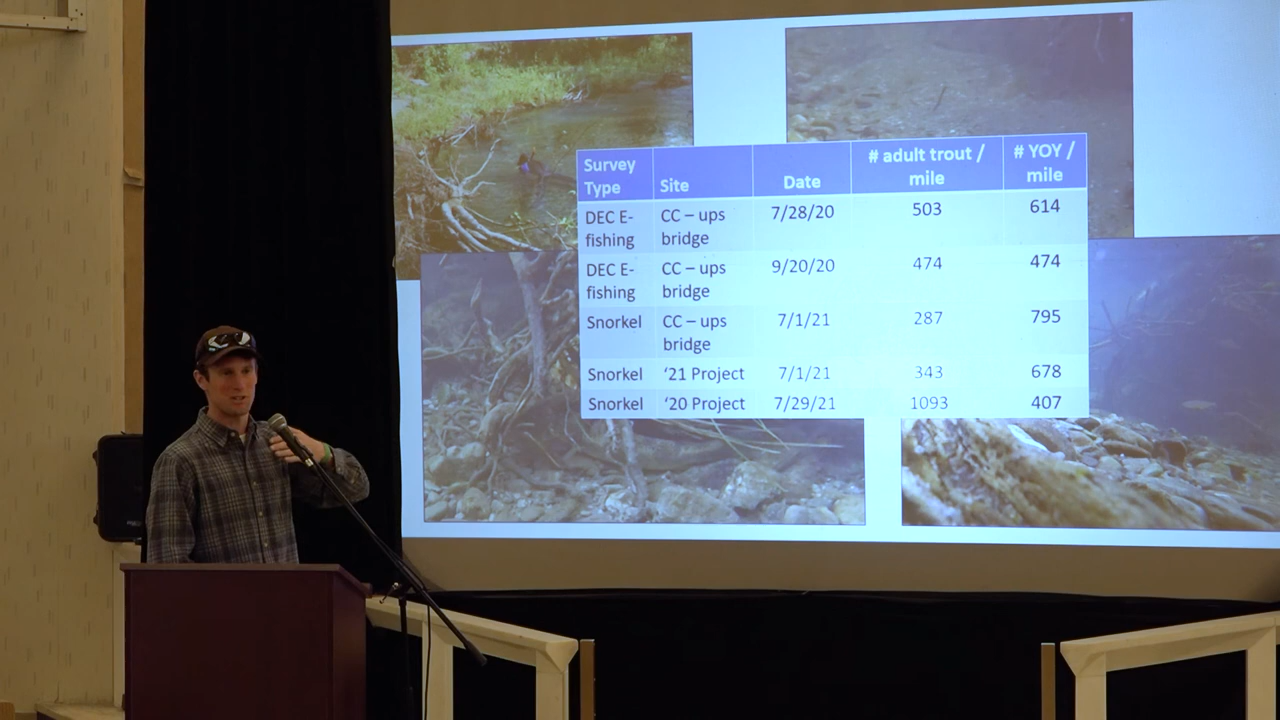 Survey Type Site Date # adult trout / mile # YOY / mile
DEC E-fishing CC – ups bridge 7/28/20 503 614
DEC E-fishing CC – ups bridge 9/20/20 474 474
Snorkel CC – ups bridge 7/1/21 287 795
Snorkel ‘21 Project 7/1/21 343 678
Snorkel ‘20 Project 7/29/21 1093 407